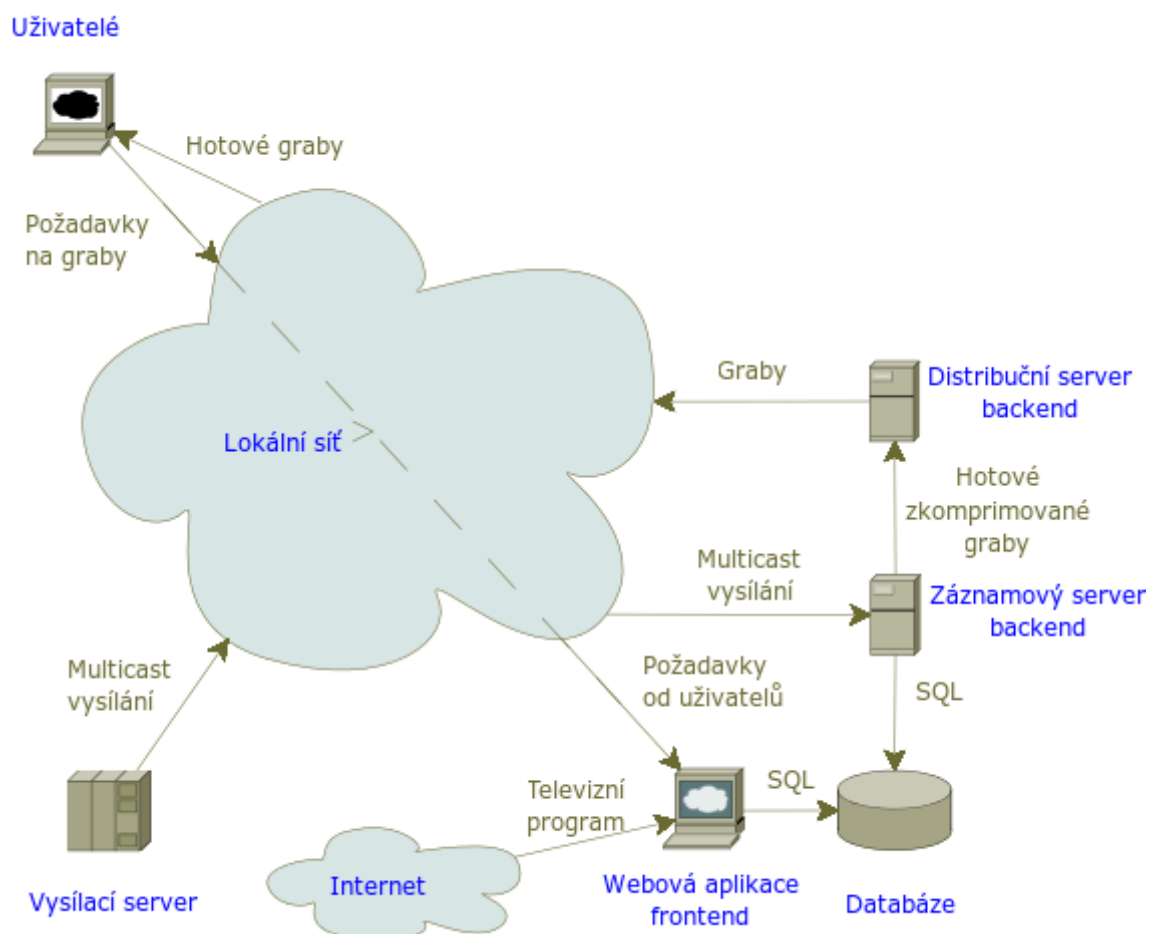 Uživatelé
Hotové graby
Požadavky
na graby
Graby
Distribuční server
backend
Lokální síť
Hotové
zkomprimované
graby
Multicast
vysílání
Záznamový server
backend
Multicast
vysílání
Požadavky
od uživatelů
SQL
Televizní
program
SQL
Internet
Vysílací server
Webová aplikace
frontend
Databáze